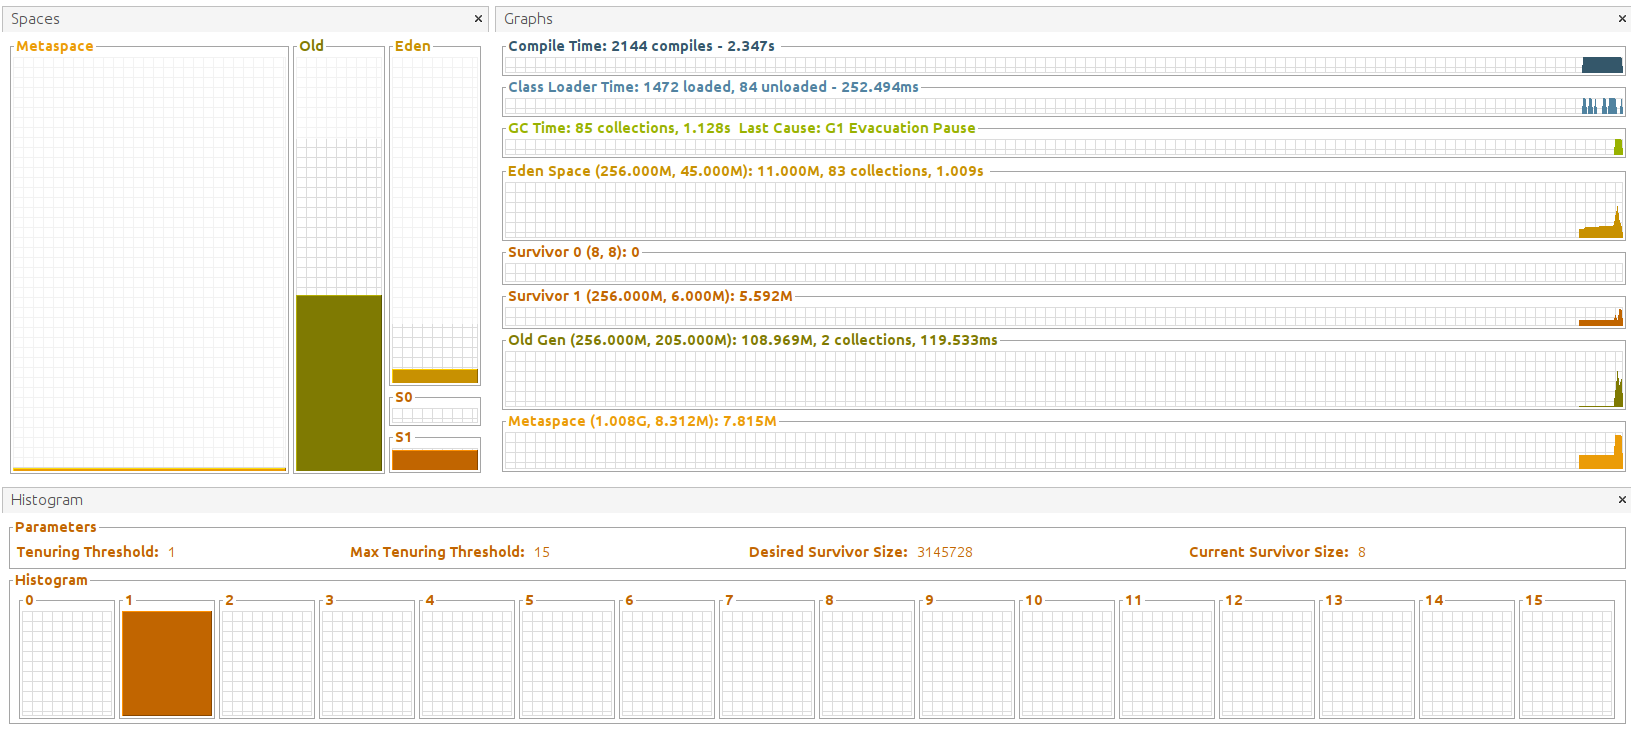 Spaces ×
Metaspace
Old
Eden
S0
S1
Graphs ×
Compile Time: 2144 compiles - 2.347s
Class Loader Time: 1472 loaded, 84 unloaded - 252.494ms
GC Time: 85 collections, 1.128s Last Cause: G1 Evacuation Pause
Eden Space (256.000M, 45.000M): 11.000M, 83 collections, 1.009s
Survivor 0 (8, 8): 0
Survivor 1 (256.000M, 6.000M): 5.592M
Old Gen (256.000M, 205.000M): 108.969M, 2 collections, 119.533ms
Metaspace (1.008G, 8.312M): 7.815M
Histogram ×
Parameters
Tenuring Threshold: 1 Max Tenuring Threshold: 15 Desired Survivor Size: 3145728 Current Survivor Size: 8
Histogram
0 1 2 3 4 5 6 7 8 9 10 11 12 13 14 15